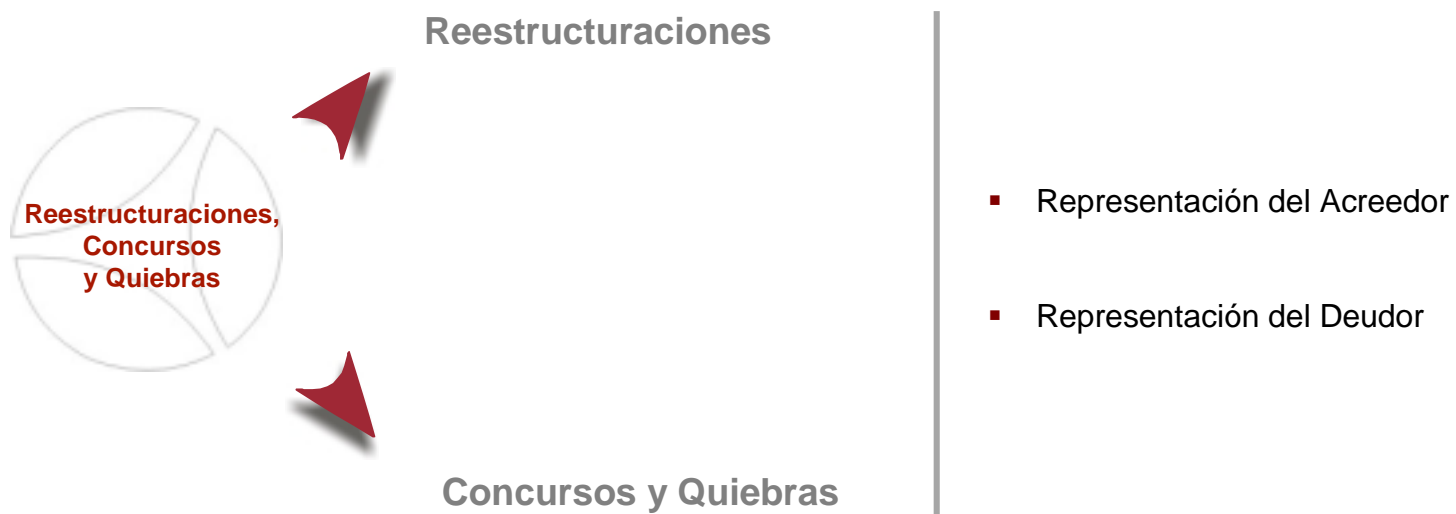 Reestructuraciones
Reestructuraciones,
Concursos
y Quiebras
Concursos y Quiebras
▪ Representación del Acreedor
▪ Representación del Deudor